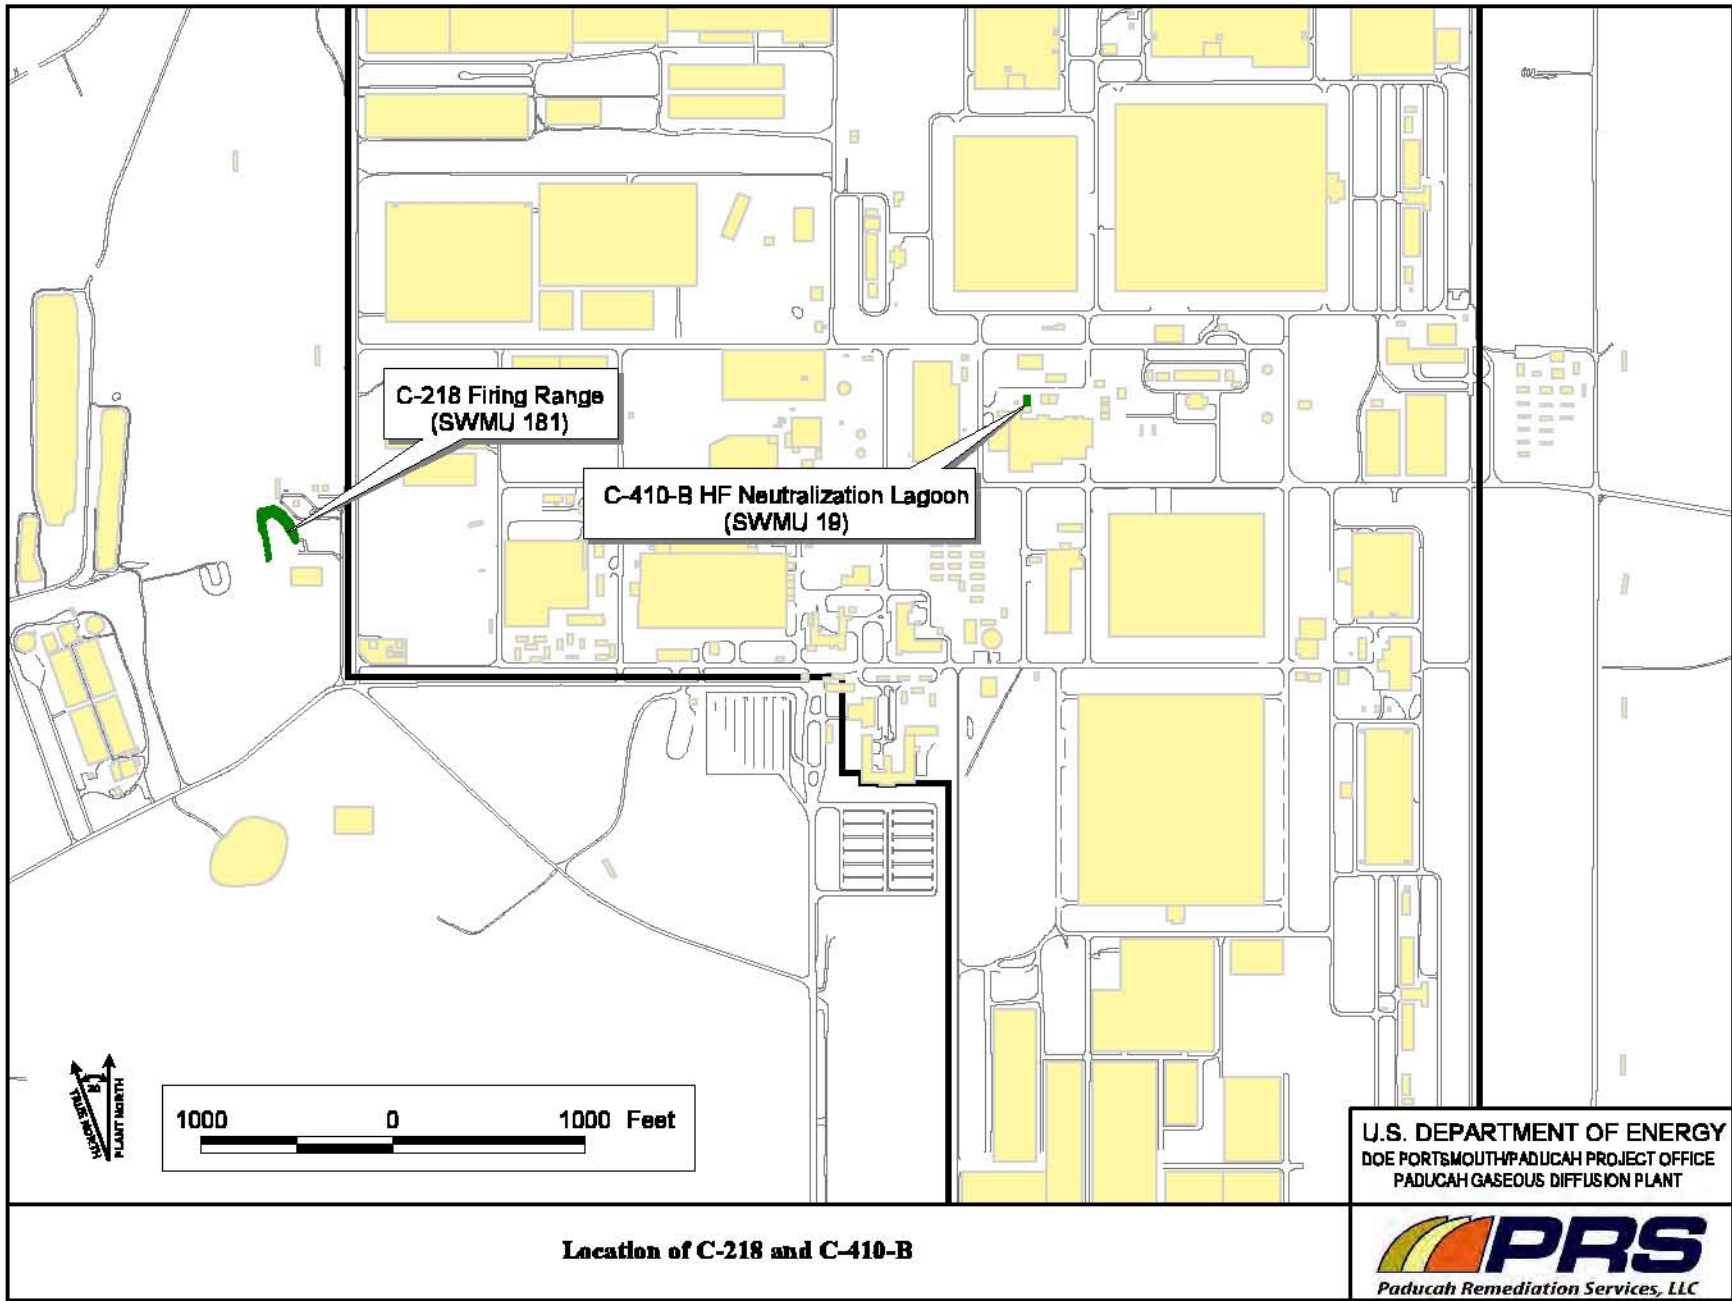 C-218 Firing Range
(SWMU 181)
C-410-B HF Neutralization Lagoon
(SWMU 19)
TRUE NORTH
PLANT NORTH
1000 0 1000 Feet
U.S. DEPARTMENT OF ENERGY
DOE PORTSMOUTH/PADUCAH PROJECT OFFICE
PADUCAH GASEOUS DIFFUSION PLANT
Location of C-218 and C-410-B
PRS
Paducah Remediation Services, LLC